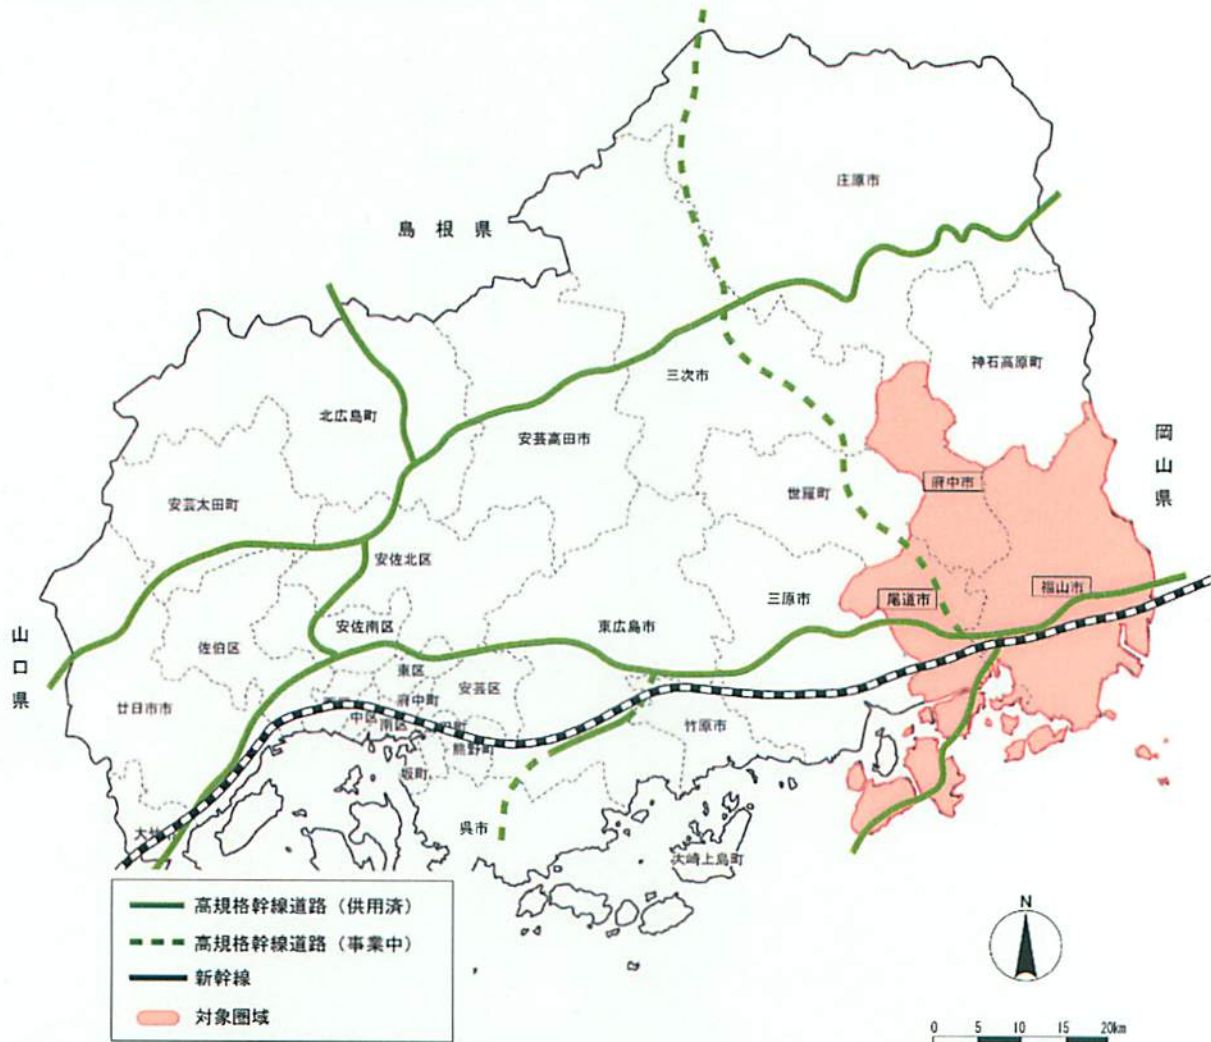 庄原市
島根県
神石高原町
三次市
北広島町
安芸高田市
岡山県
府中市
世羅町
安芸太田町
安佐北区
福山市
尾道市
三原市
安佐南区
東広島市
山口県
佐伯区
東区
安芸区
府中町
廿日市市
中区
南区
竹原市
熊野町
坂町
呉市
大崎上島町
高規格幹線道路（供用済）
高規格幹線道路（事業中）
新幹線
対象圏域
N
0 5 10 15 20km